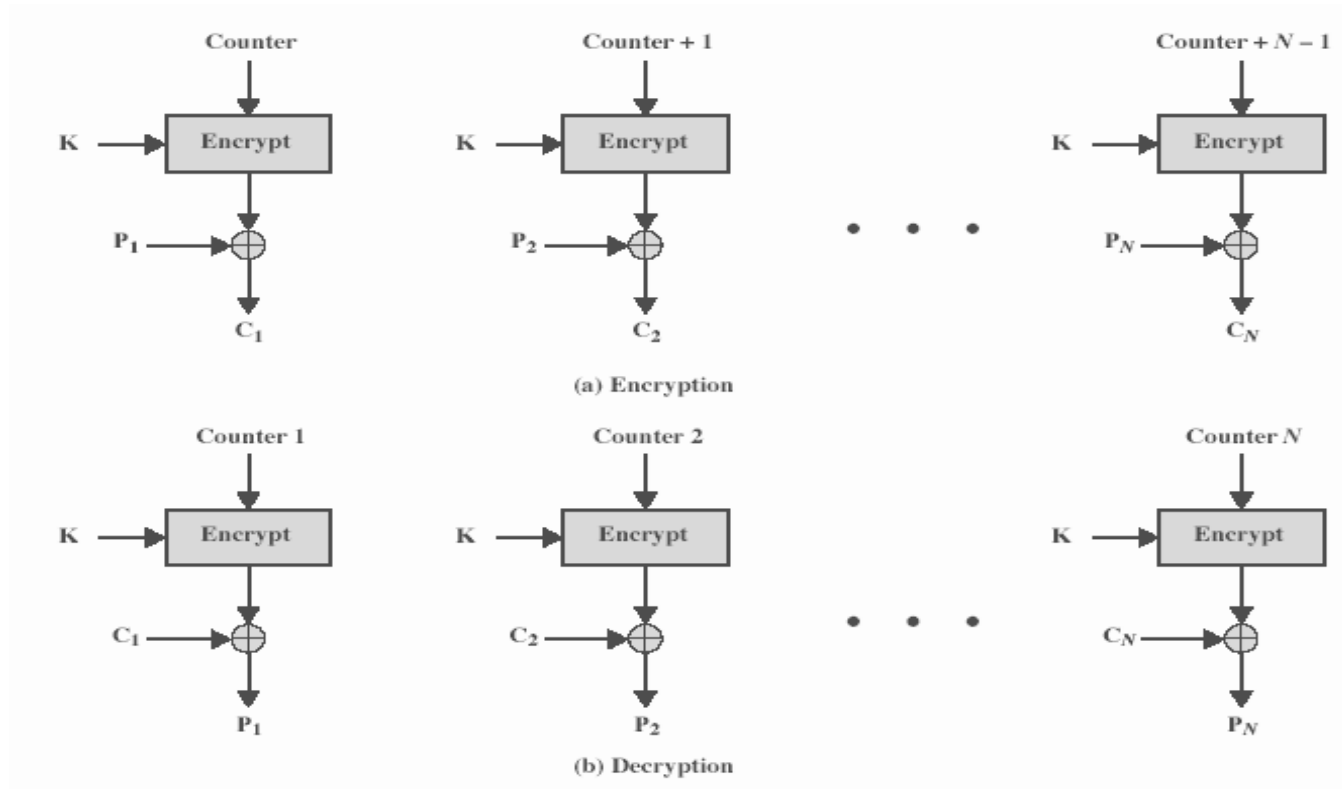 Counter Counter + 1 Counter + N – 1
K Encrypt K Encrypt K Encrypt
P1 P2 PN
C1 C2 CN
(a) Encryption
Counter 1 Counter 2 Counter N
K Encrypt K Encrypt K Encrypt
C1 C2 CN
P1 P2 PN
(b) Decryption